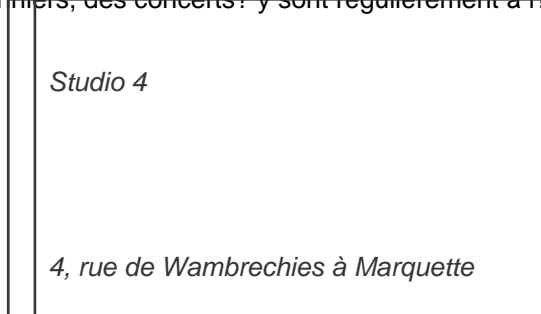 des concerts? y sont régulièrement à
Studio 4
4, rue de Wambrechies à Marquette